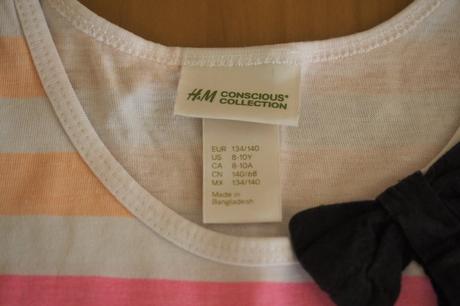 H&M CONSCIOUS*
COLLECTION
EUR 134/140
US 8-10Y
CA 8-10A
CN 140/68
MX 134/140
Made in
Bangladesh